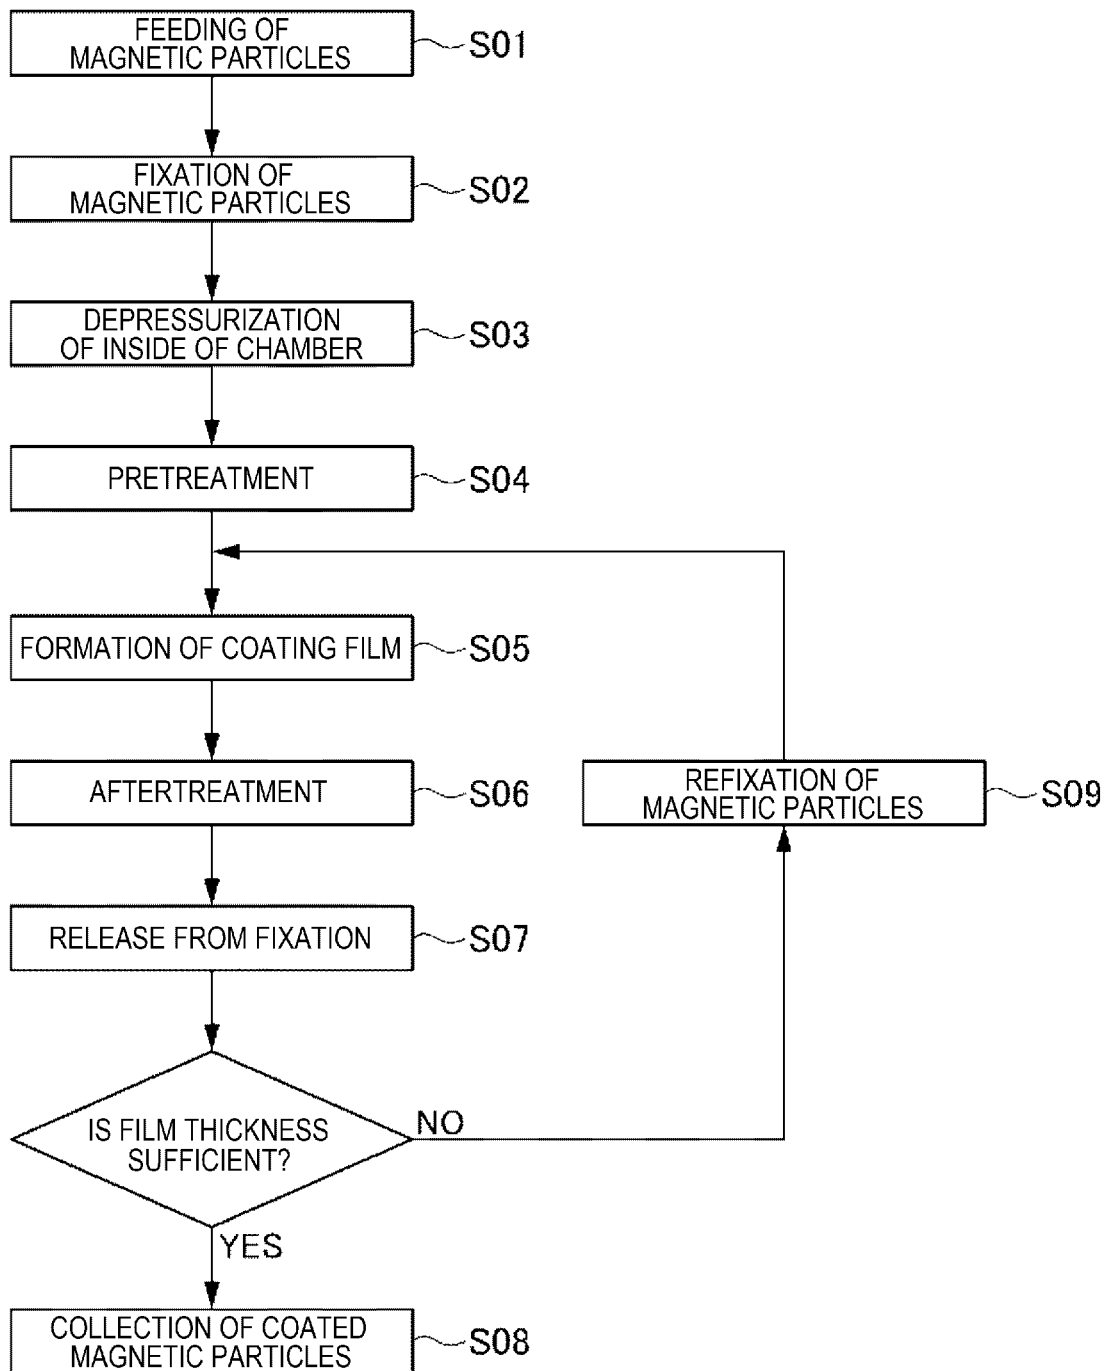 FEEDING OF
MAGNETIC PARTICLES
S01
FIXATION OF
MAGNETIC PARTICLES
S02
DEPRESSURIZATION
OF INSIDE OF CHAMBER
S03
PRETREATMENT
S04
FORMATION OF COATING FILM
S05
AFTERTREATMENT
S06
REFIXATION OF
MAGNETIC PARTICLES
S09
RELEASE FROM FIXATION
S07
IS FILM THICKNESS
SUFFICIENT?
NO
YES
COLLECTION OF COATED
MAGNETIC PARTICLES
S08